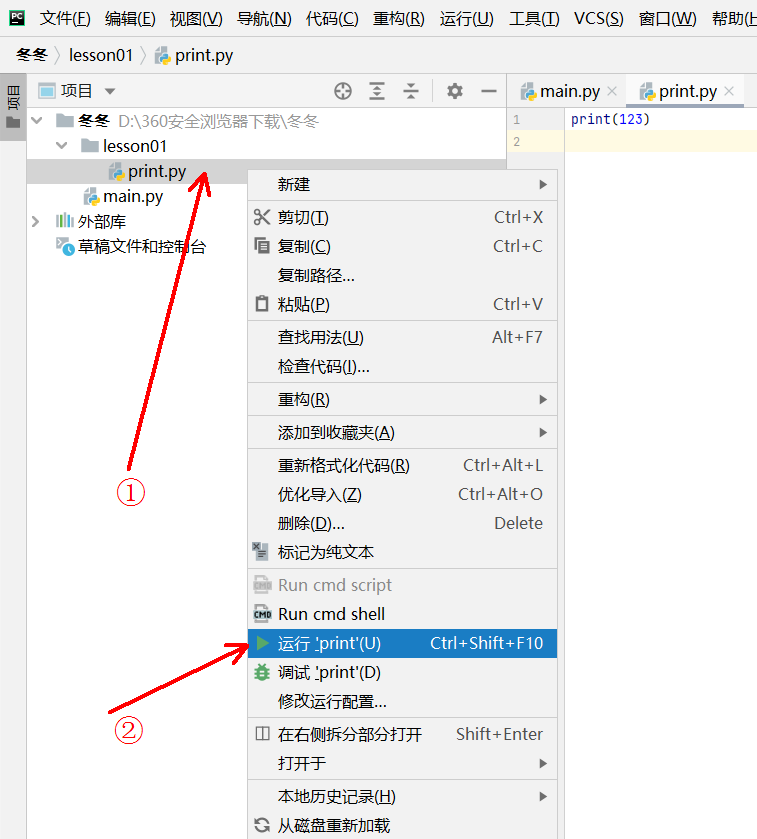 PC 文件(F) 编辑(E) 视图(V) 导航(N) 代码(C) 重构(R) 运行(U) 工具(T) VCS(S) 窗口(W) 帮助(H
冬冬 lesson01 print.py
项目 项目 main.py print.py
冬冬 D:\360安全浏览器下载\冬冬
lesson01
print.py
main.py
外部库
草稿文件和控制台
1 print(123)
2
新建
剪切(T) Ctrl+X
复制(C) Ctrl+C
复制路径...
粘贴(P) Ctrl+V
查找用法(U) Alt+F7
检查代码(I)...
重构(R)
添加到收藏夹(A)
重新格式化代码(R) Ctrl+Alt+L
优化导入(Z) Ctrl+Alt+O
删除(D)... Delete
标记为纯文本
CMD Run cmd script
CMD Run cmd shell
运行 'print'(U) Ctrl+Shift+F10
调试 'print'(D)
修改运行配置...
在右侧拆分部分打开 Shift+Enter
打开于
本地历史记录(H)
从磁盘重新加载
①
②